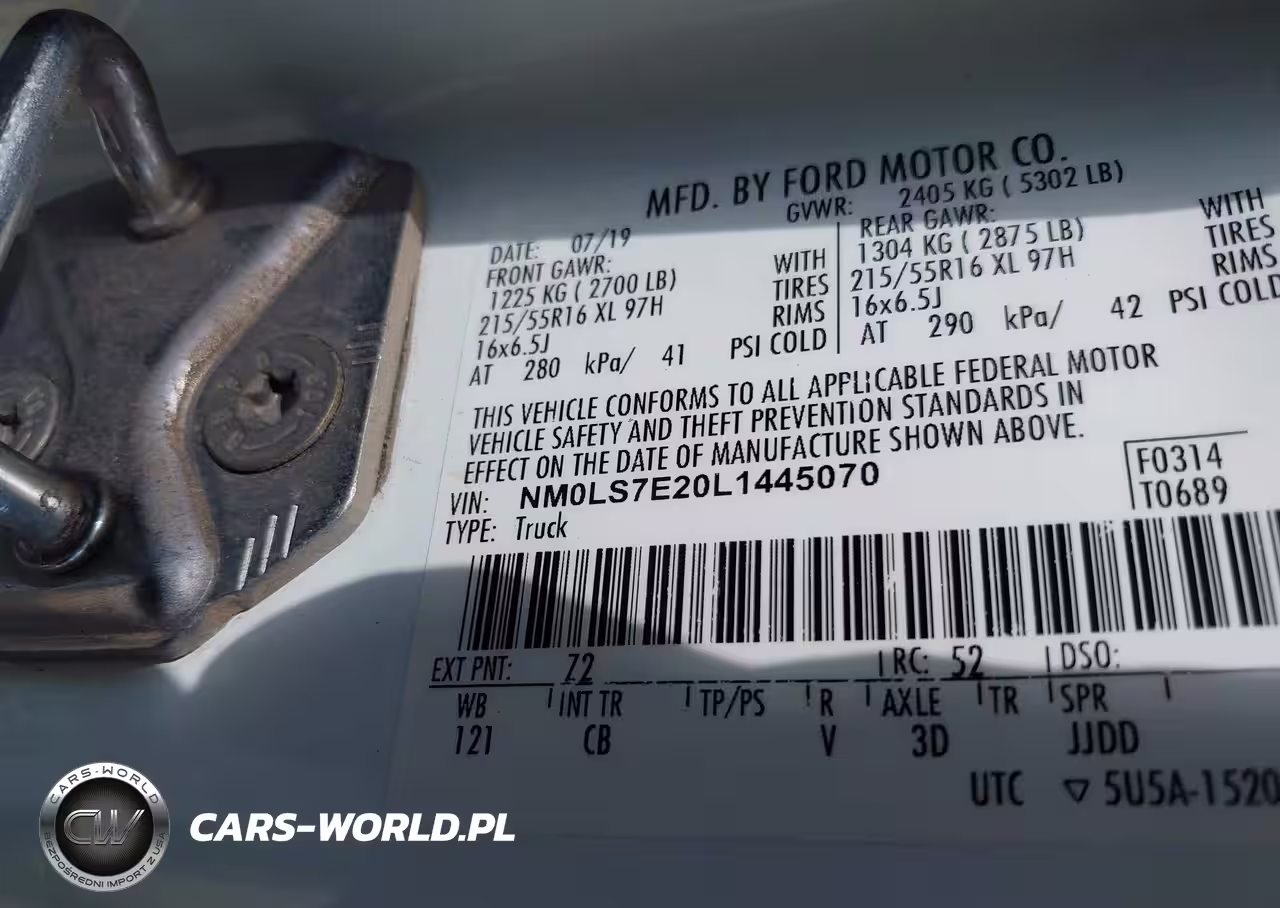 MFD. BY FORD MOTOR CO.
GVWR: 2405 KG ( 5302 LB)
DATE: 07/19
FRONT GAWR:
1225 KG ( 2700 LB) WITH
215/55R16 XL 97H TIRES
16x6.5J RIMS
AT 280 kPa/ 41 PSI COLD
REAR GAWR: WITH
1304 KG ( 2875 LB) TIRES
215/55R16 XL 97H RIMS
16x6.5J
AT 290 kPa/ 42 PSI COLD
THIS VEHICLE CONFORMS TO ALL APPLICABLE FEDERAL MOTOR
VEHICLE SAFETY AND THEFT PREVENTION STANDARDS IN
EFFECT ON THE DATE OF MANUFACTURE SHOWN ABOVE.
VIN: NM0LS7E20L1445070
TYPE: Truck
F0314
T0689
EXT PNT: Z2 RC: 52 DSO:
WB INT TR TP/PS R AXLE TR SPR
121 CB V 3D JJDD
UTC ▽ 5U5A-1520
CARS-WORLD
CW
BEZPOŚREDNI IMPORT Z USA
CARS-WORLD.PL